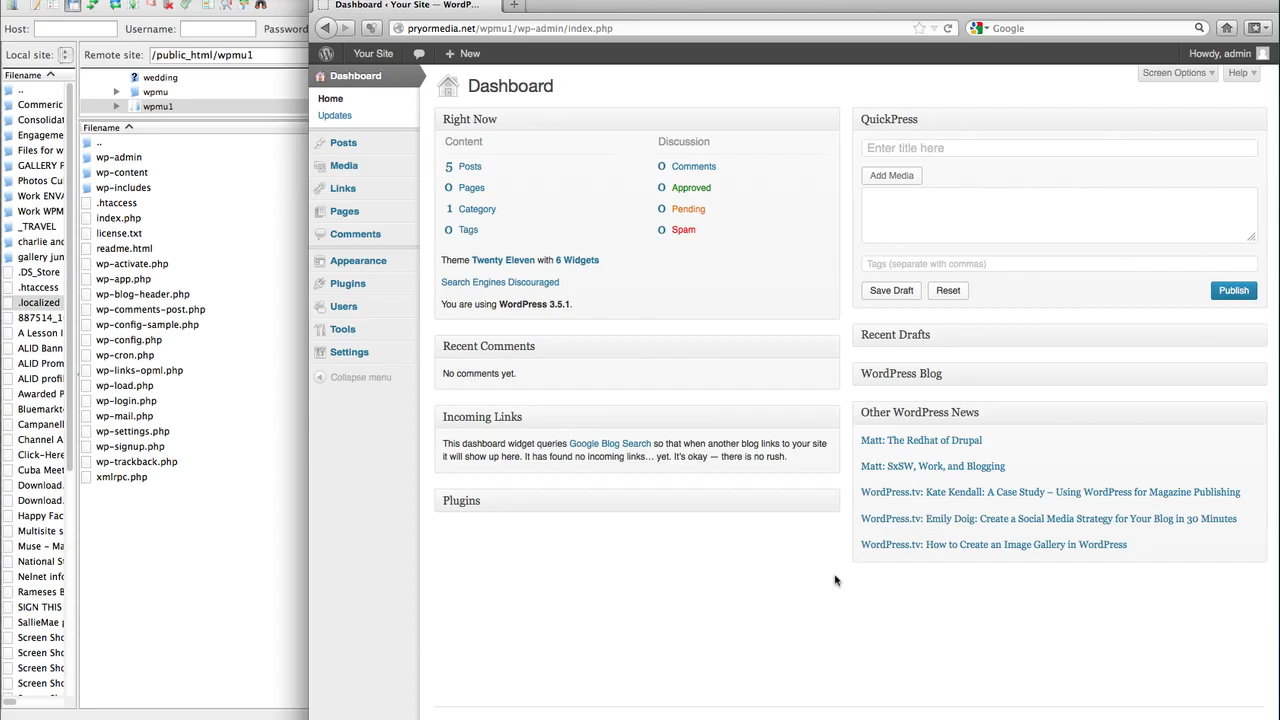 Dashboard ‹ Your Site — WordP...
Host:
Username:
Password
pryormedia.net/wpmu1/wp-admin/index.php
Google
Local site:
Remote site: /public_html/wpmu1
Your Site
New
Howdy, admin
Filename
..
Consolidat
Engageme
Files for w
GALLERY F
Photos Cu
Work ENVA
Work WPM
_TRAVEL
charlie and
gallery jun
.DS_Store
.htaccess
.localized
887514_1
A Lesson I
ALID Bann
ALID Prom
ALID profil
Awarded P
Bluemarkt
Campanell
Channel A
Click-Here
Cuba Meet
Download.
Download.
Happy Fac
Multisite s
Muse - Ma
National S
Nelnet info
Rameses B
SIGN THIS
SallieMae p
Screen Sho
Screen Sho
Screen Sho
Screen Sho
wedding
wpmu
wpmu1
Filename
..
wp-admin
wp-content
wp-includes
.htaccess
index.php
license.txt
readme.html
wp-activate.php
wp-app.php
wp-blog-header.php
wp-comments-post.php
wp-config-sample.php
wp-config.php
wp-cron.php
wp-links-opml.php
wp-load.php
wp-login.php
wp-mail.php
wp-settings.php
wp-signup.php
wp-trackback.php
xmlrpc.php
Dashboard
Home
Updates
Posts
Media
Links
Pages
Comments
Appearance
Plugins
Users
Tools
Settings
Collapse menu
Screen Options
Help
Dashboard
Right Now
Content
Discussion
5 Posts
0 Comments
0 Pages
0 Approved
1 Category
0 Pending
0 Tags
0 Spam
Theme Twenty Eleven with 6 Widgets
Search Engines Discouraged
You are using WordPress 3.5.1.
Recent Comments
No comments yet.
Incoming Links
This dashboard widget queries Google Blog Search so that when another blog links to your site
it will show up here. It has found no incoming links… yet. It's okay — there is no rush.
Plugins
QuickPress
Enter title here
Add Media
Tags (separate with commas)
Save Draft
Reset
Publish
Recent Drafts
WordPress Blog
Other WordPress News
Matt: The Redhat of Drupal
Matt: SxSW, Work, and Blogging
WordPress.tv: Kate Kendall: A Case Study – Using WordPress for Magazine Publishing
WordPress.tv: Emily Doig: Create a Social Media Strategy for Your Blog in 30 Minutes
WordPress.tv: How to Create an Image Gallery in WordPress